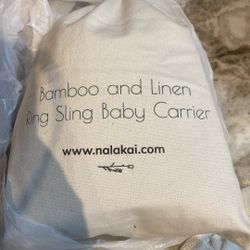 Bamboo and Linen
Ring Sling Baby Carrier
www.nalakai.com